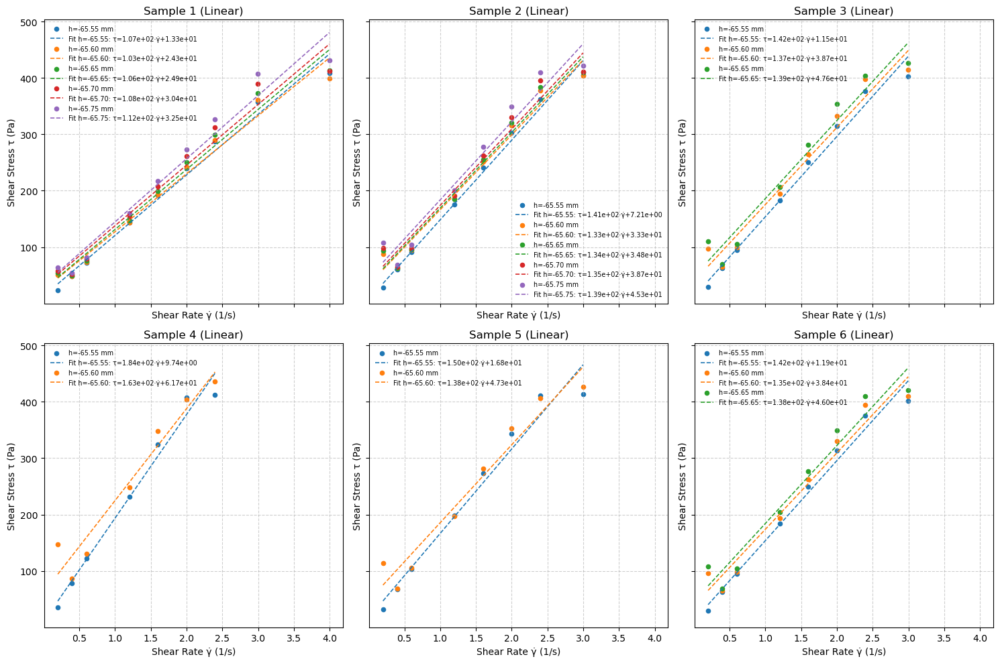 Sample 1 (Linear)
h=-65.55 mm
Fit h=-65.55: τ=1.07e+02·γ̇+1.33e+01
h=-65.60 mm
Fit h=-65.60: τ=1.03e+02·γ̇+2.43e+01
h=-65.65 mm
Fit h=-65.65: τ=1.06e+02·γ̇+2.49e+01
h=-65.70 mm
Fit h=-65.70: τ=1.08e+02·γ̇+3.04e+01
h=-65.75 mm
Fit h=-65.75: τ=1.12e+02·γ̇+3.25e+01
500
400
300
200
100
Shear Stress τ (Pa)
Shear Rate γ̇ (1/s)
Sample 2 (Linear)
h=-65.55 mm
Fit h=-65.55: τ=1.41e+02·γ̇+7.21e+00
h=-65.60 mm
Fit h=-65.60: τ=1.33e+02·γ̇+3.33e+01
h=-65.65 mm
Fit h=-65.65: τ=1.34e+02·γ̇+3.48e+01
h=-65.70 mm
Fit h=-65.70: τ=1.35e+02·γ̇+3.87e+01
h=-65.75 mm
Fit h=-65.75: τ=1.39e+02·γ̇+4.53e+01
Shear Stress τ (Pa)
Shear Rate γ̇ (1/s)
Sample 3 (Linear)
h=-65.55 mm
Fit h=-65.55: τ=1.42e+02·γ̇+1.15e+01
h=-65.60 mm
Fit h=-65.60: τ=1.37e+02·γ̇+3.87e+01
h=-65.65 mm
Fit h=-65.65: τ=1.39e+02·γ̇+4.76e+01
Shear Stress τ (Pa)
Shear Rate γ̇ (1/s)
Sample 4 (Linear)
h=-65.55 mm
Fit h=-65.55: τ=1.84e+02·γ̇+9.74e+00
h=-65.60 mm
Fit h=-65.60: τ=1.63e+02·γ̇+6.17e+01
500
400
300
200
100
Shear Stress τ (Pa)
0.5 1.0 1.5 2.0 2.5 3.0 3.5 4.0
Shear Rate γ̇ (1/s)
Sample 5 (Linear)
h=-65.55 mm
Fit h=-65.55: τ=1.50e+02·γ̇+1.68e+01
h=-65.60 mm
Fit h=-65.60: τ=1.38e+02·γ̇+4.73e+01
Shear Stress τ (Pa)
0.5 1.0 1.5 2.0 2.5 3.0 3.5 4.0
Shear Rate γ̇ (1/s)
Sample 6 (Linear)
h=-65.55 mm
Fit h=-65.55: τ=1.42e+02·γ̇+1.19e+01
h=-65.60 mm
Fit h=-65.60: τ=1.35e+02·γ̇+3.84e+01
h=-65.65 mm
Fit h=-65.65: τ=1.38e+02·γ̇+4.60e+01
Shear Stress τ (Pa)
0.5 1.0 1.5 2.0 2.5 3.0 3.5 4.0
Shear Rate γ̇ (1/s)